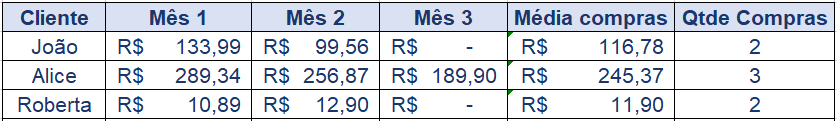 Cliente Mês 1 Mês 2 Mês 3 Média compras Qtde Compras
João R$ 133,99 R$ 99,56 R$ - R$ 116,78 2
Alice R$ 289,34 R$ 256,87 R$ 189,90 R$ 245,37 3
Roberta R$ 10,89 R$ 12,90 R$ - R$ 11,90 2